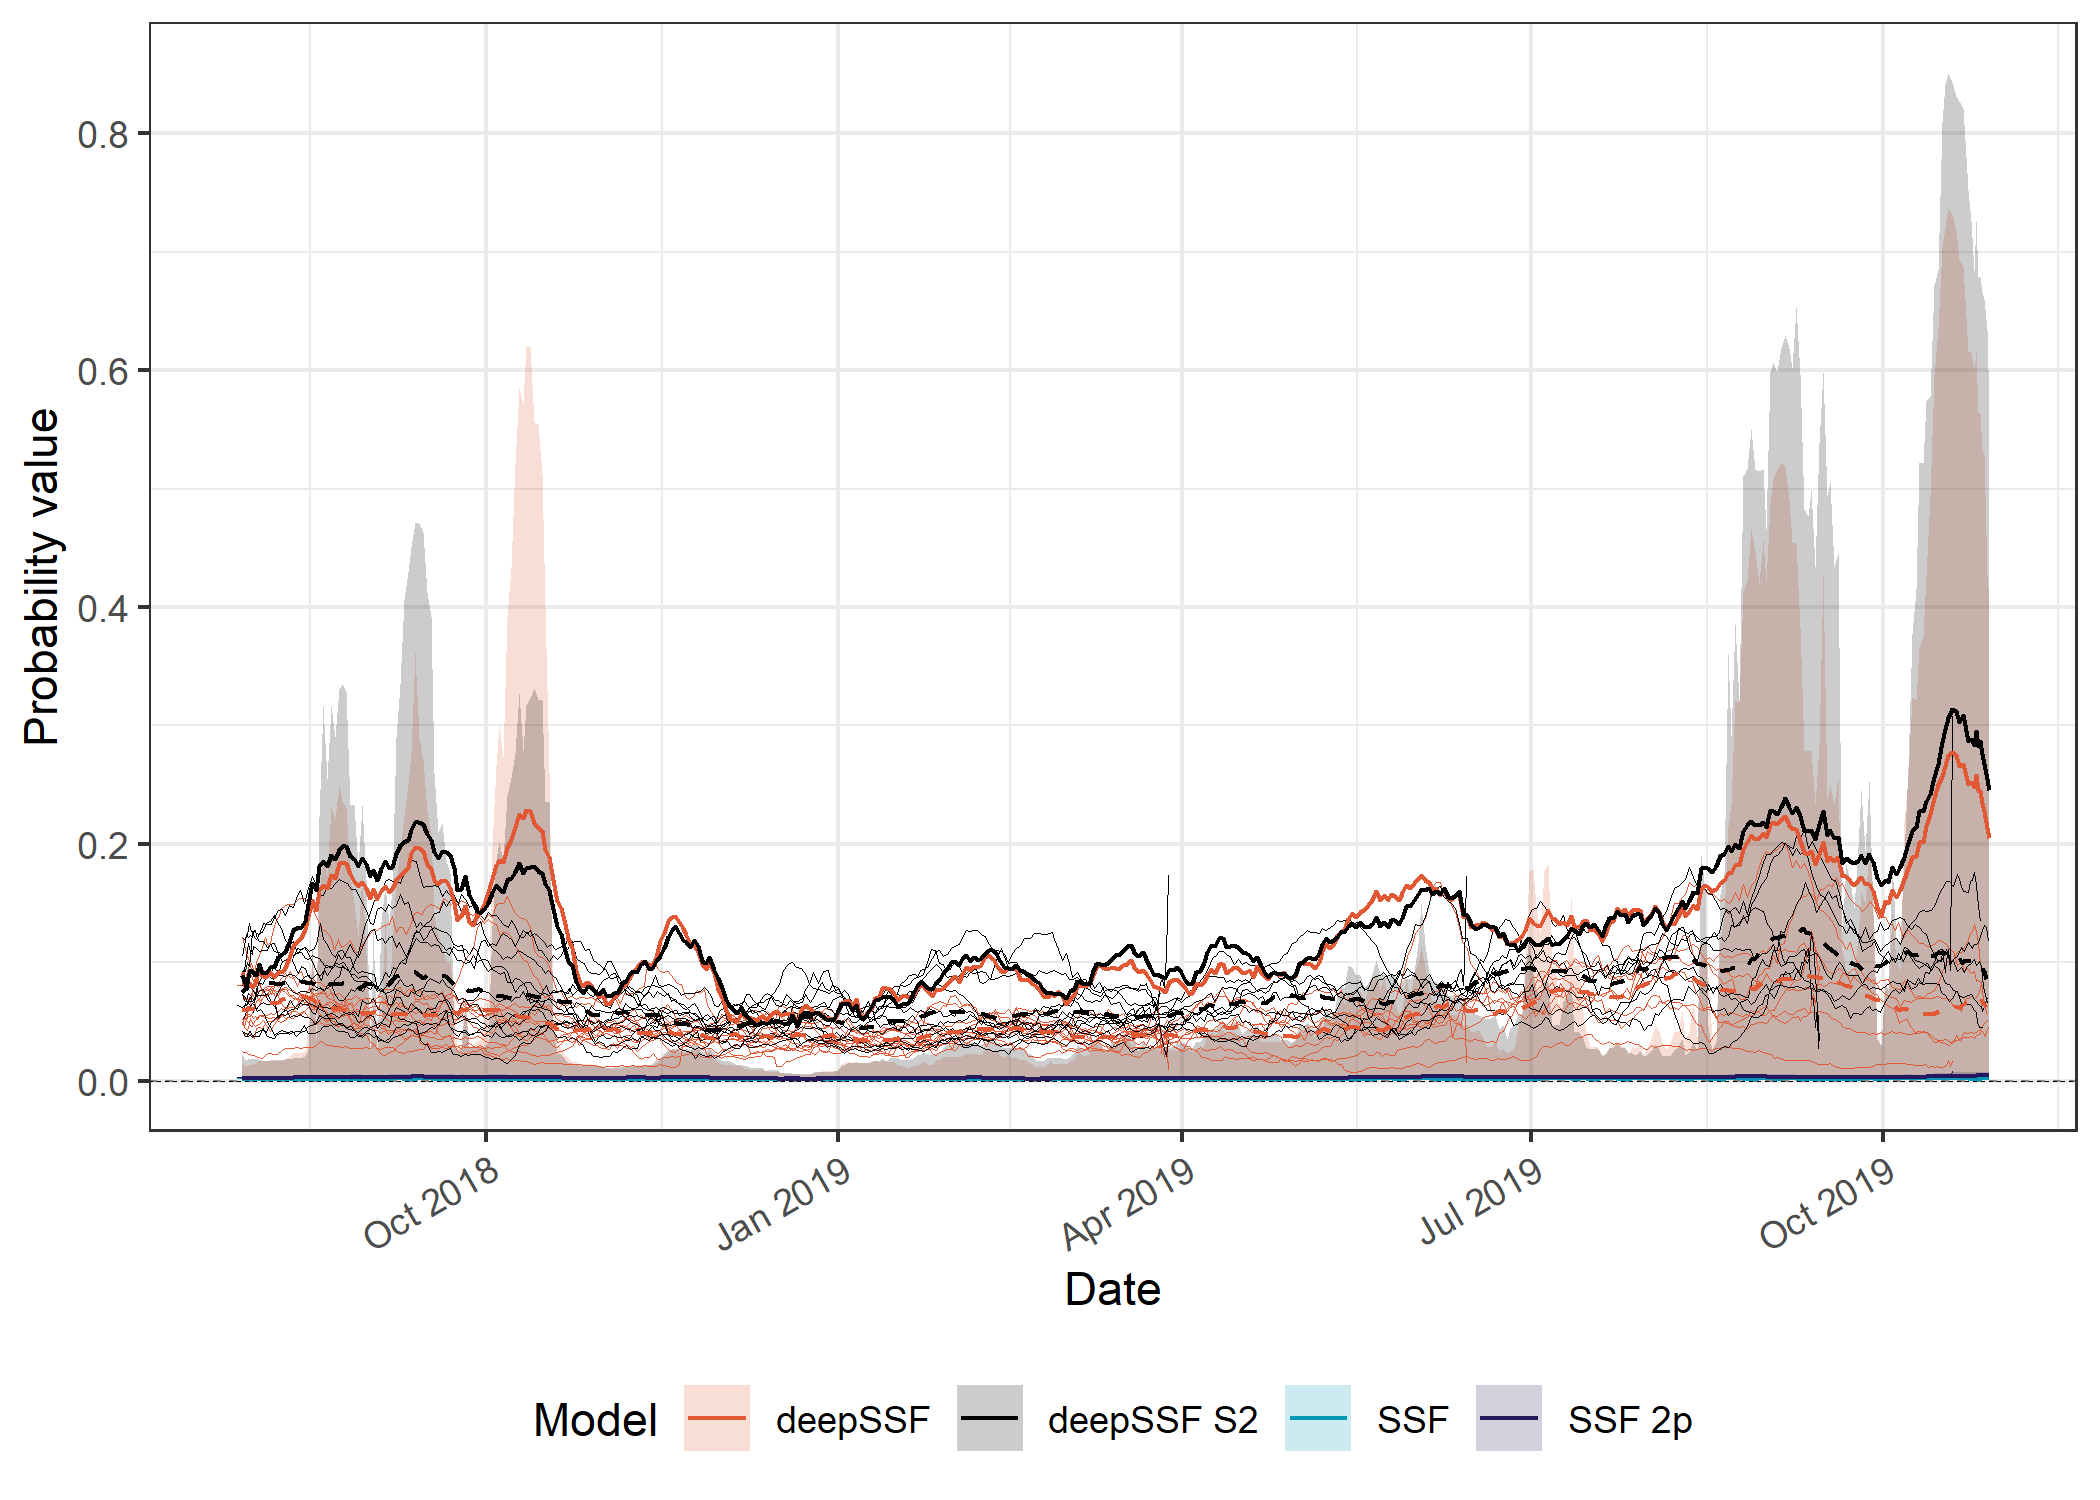 Probability value
0.8
0.6
0.4
0.2
0.0
Oct 2018
Jan 2019
Apr 2019
Jul 2019
Oct 2019
Date
Model deepSSF deepSSF S2 SSF SSF 2p